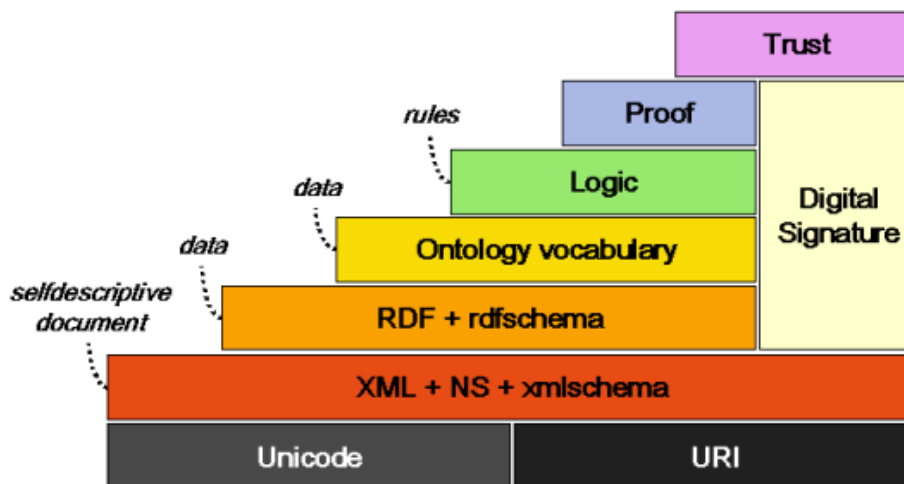 Trust
rules
Proof
data
Logic
Digital
Signature
data
Ontology vocabulary
selfdescriptive
document
RDF + rdfschema
XML + NS + xmlschema
Unicode
URI